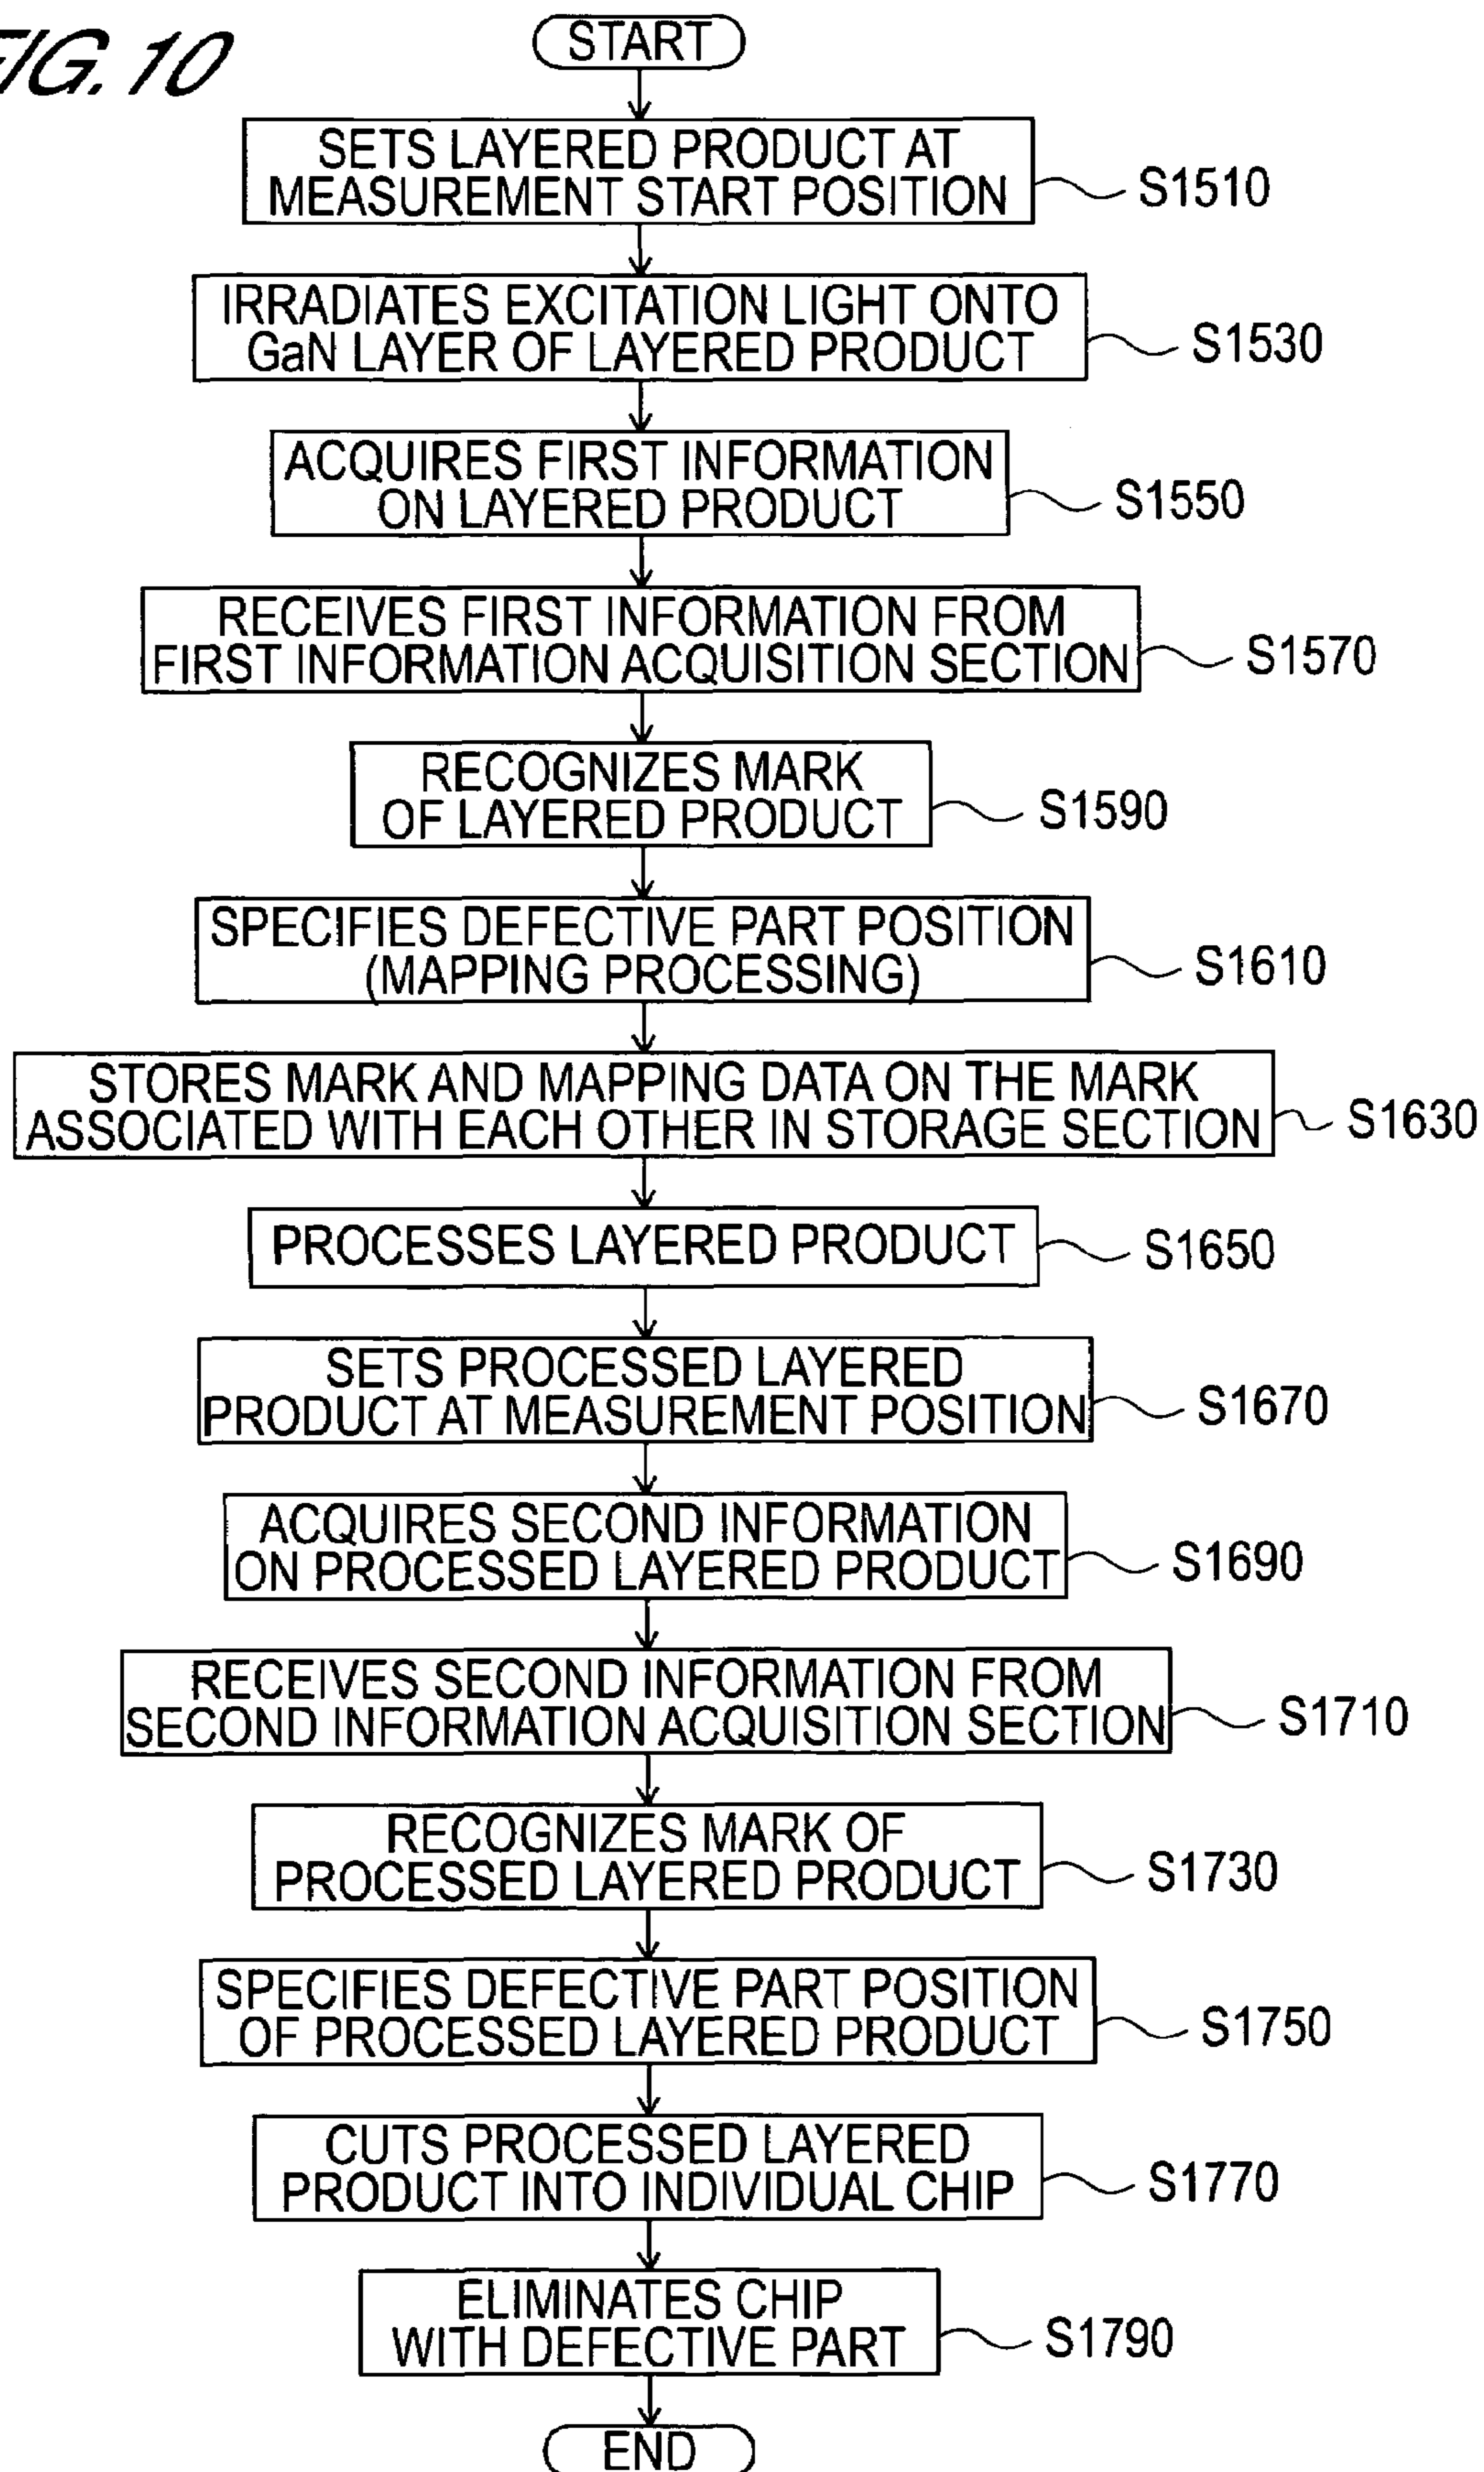 FIG. 10
START
SETS LAYERED PRODUCT AT
MEASUREMENT START POSITION
S1510
IRRADIATES EXCITATION LIGHT ONTO
GaN LAYER OF LAYERED PRODUCT
S1530
ACQUIRES FIRST INFORMATION
ON LAYERED PRODUCT
S1550
RECEIVES FIRST INFORMATION FROM
FIRST INFORMATION ACQUISITION SECTION
S1570
RECOGNIZES MARK
OF LAYERED PRODUCT
S1590
SPECIFIES DEFECTIVE PART POSITION
(MAPPING PROCESSING)
S1610
STORES MARK AND MAPPING DATA ON THE MARK
ASSOCIATED WITH EACH OTHER IN STORAGE SECTION
S1630
PROCESSES LAYERED PRODUCT
S1650
SETS PROCESSED LAYERED
PRODUCT AT MEASUREMENT POSITION
S1670
ACQUIRES SECOND INFORMATION
ON PROCESSED LAYERED PRODUCT
S1690
RECEIVES SECOND INFORMATION FROM
SECOND INFORMATION ACQUISITION SECTION
S1710
RECOGNIZES MARK OF
PROCESSED LAYERED PRODUCT
S1730
SPECIFIES DEFECTIVE PART POSITION
OF PROCESSED LAYERED PRODUCT
S1750
CUTS PROCESSED LAYERED
PRODUCT INTO INDIVIDUAL CHIP
S1770
ELIMINATES CHIP
WITH DEFECTIVE PART
S1790
END